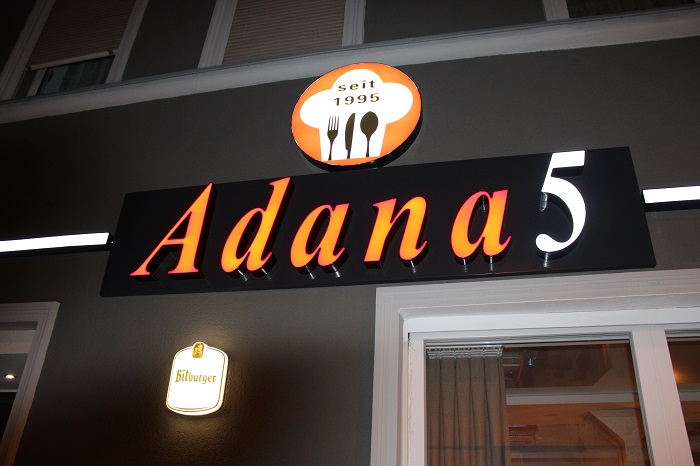 seit
1995
Adana 5
Bitburger